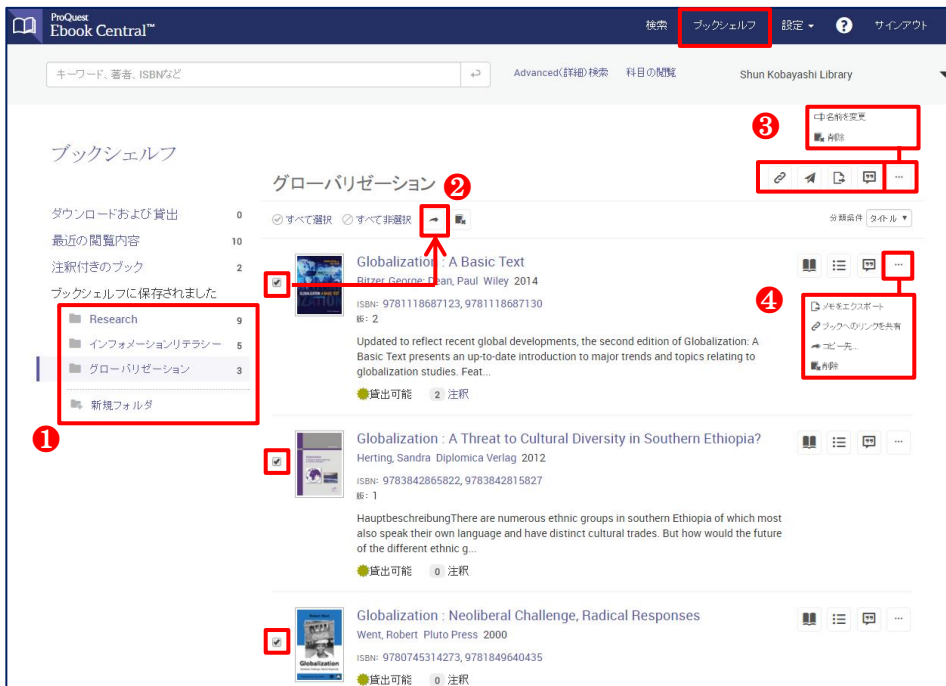 ProQuest
Ebook Central™
検索 ブックシェルフ 設定 ? サインアウト
キーワード、著者、ISBNなど
Advanced(詳細)検索 科目の閲覧 Shun Kobayashi Library
❸
名前を変更
削除
ブックシェルフ
グローバリゼーション ❷
ダウンロードおよび貸出 0
最近の閲覧内容 10
注釈付きのブック 2
ブックシェルフに保存されました
Research 9
インフォメーションリテラシー 5
グローバリゼーション 3
新規フォルダ
❶
すべて選択 すべて非選択
分類条件 タイトル
Globalization : A Basic Text
Ritzer, George; Dean, Paul Wiley 2014
ISBN: 9781118687123, 9781118687130
版: 2
Updated to reflect recent global developments, the second edition of Globalization: A
Basic Text presents an up-to-date introduction to major trends and topics relating to
globalization studies. Feat...
貸出可能 2 注釈
❹
メモをエクスポート
ブックへのリンクを共有
コピー先...
削除
Globalization : A Threat to Cultural Diversity in Southern Ethiopia?
Herting, Sandra Diplomica Verlag 2012
ISBN: 9783842865822, 9783842815827
版: 1
HauptbeschreibungThere are numerous ethnic groups in southern Ethiopia of which most
also speak their own language and have distinct cultural trades. But how would the future
of the different ethnic g...
貸出可能 0 注釈
Globalization : Neoliberal Challenge, Radical Responses
Went, Robert Pluto Press 2000
ISBN: 9780745314273, 9781849640435
貸出可能 0 注釈
Globalization